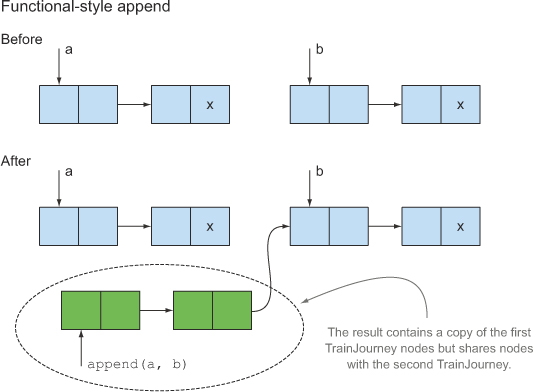 Functional-style append
Before
a
b
x
x
After
a
b
x
x
append(a, b)
The result contains a copy of the first
TrainJourney nodes but shares nodes
with the second TrainJourney.